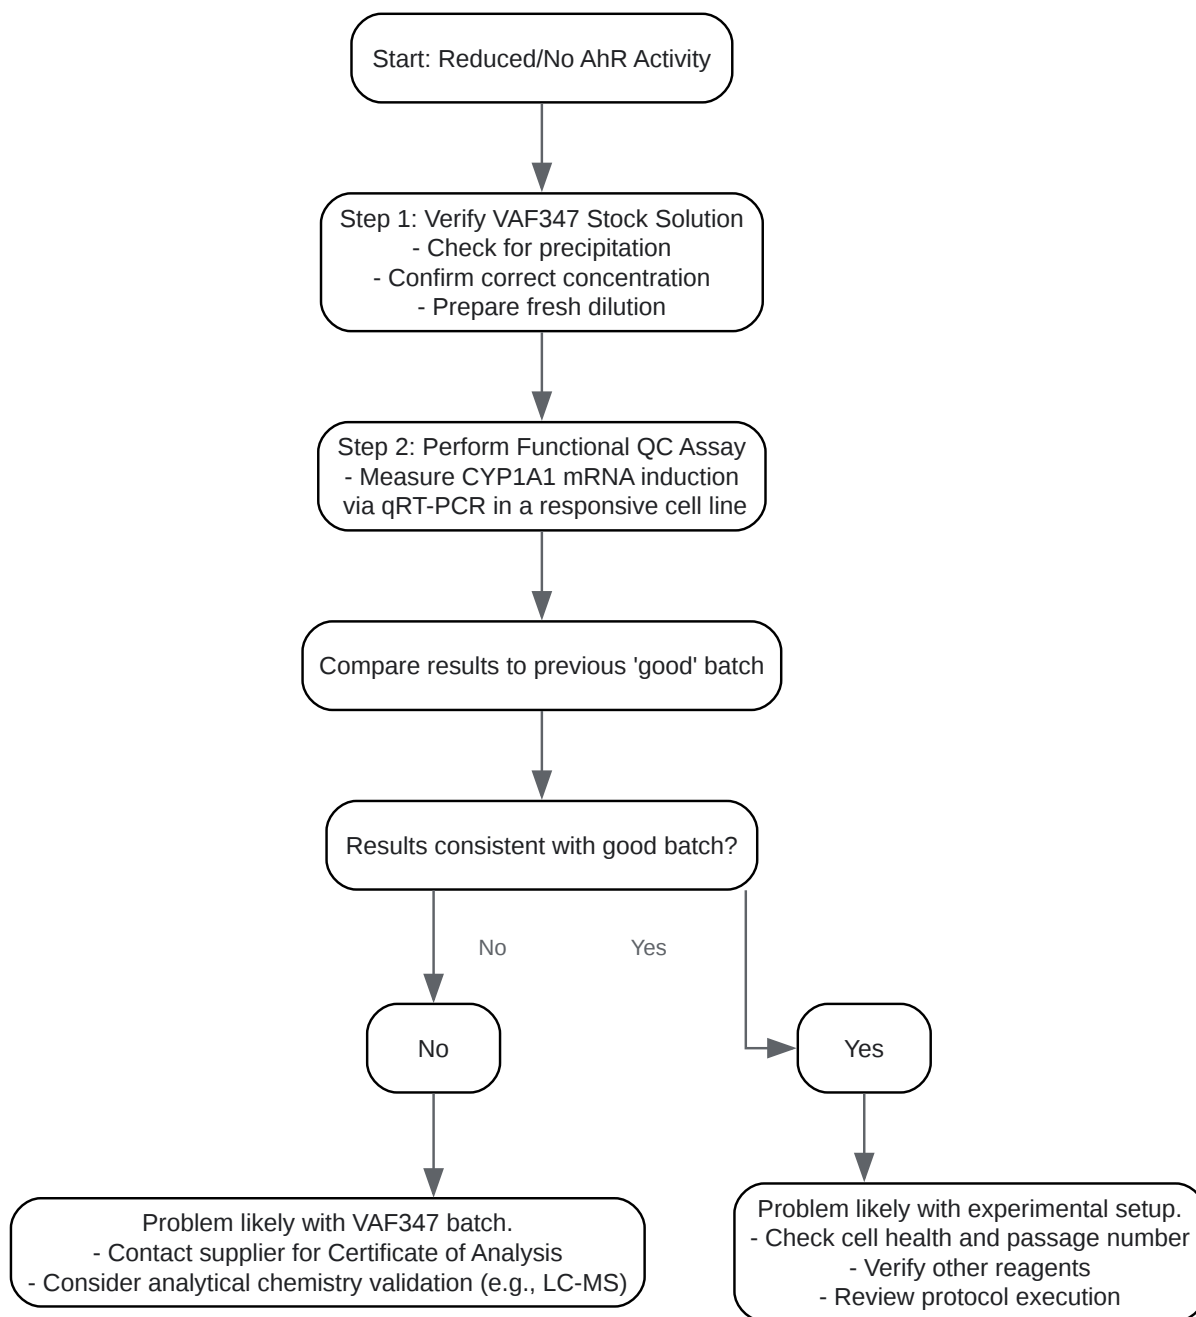 Start: Reduced/No AhR Activity
Step 1: Verify VAF347 Stock Solution
- Check for precipitation
- Confirm correct concentration
- Prepare fresh dilution
Step 2: Perform Functional QC Assay
- Measure CYP1A1 mRNA induction
via qRT-PCR in a responsive cell line
Compare results to previous 'good' batch
Results consistent with good batch?
No
Yes
No
Yes
Problem likely with VAF347 batch.
- Contact supplier for Certificate of Analysis
- Consider analytical chemistry validation (e.g., LC-MS)
Problem likely with experimental setup.
- Check cell health and passage number
- Verify other reagents
- Review protocol execution